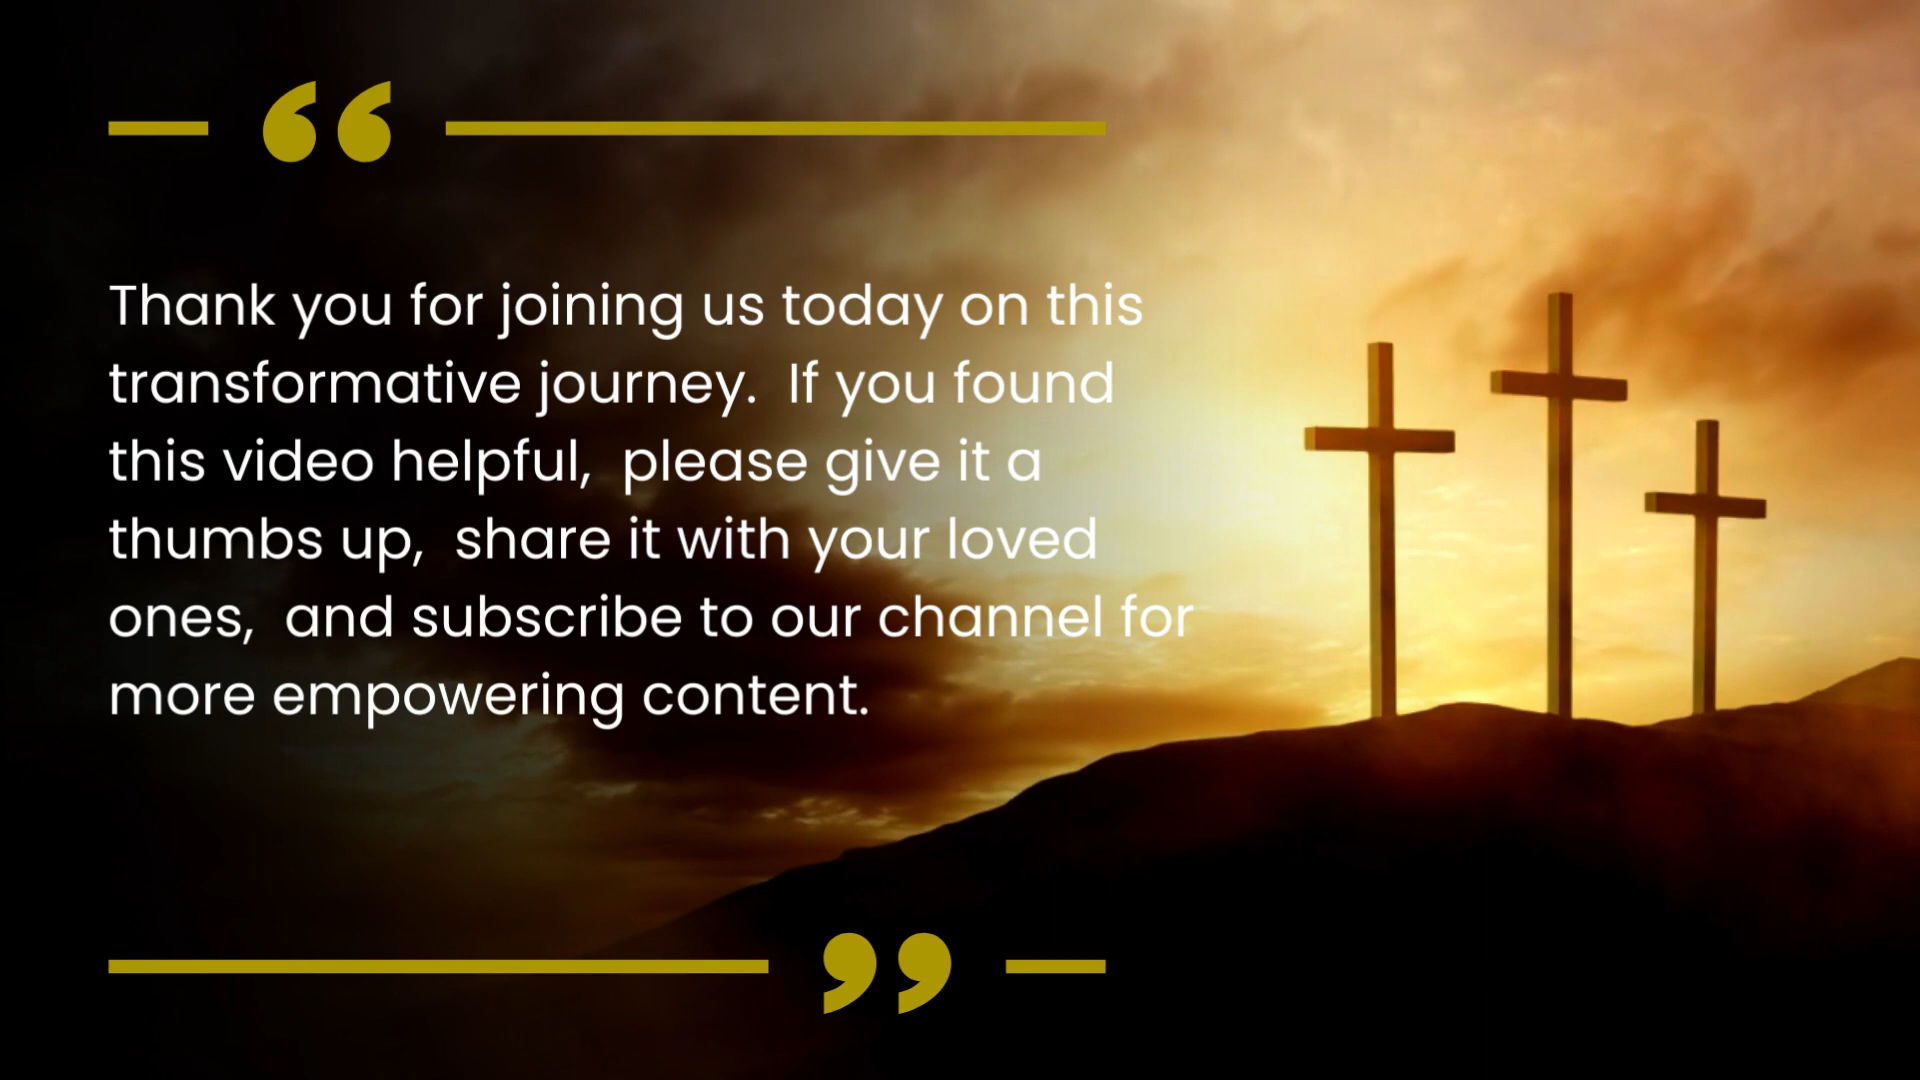 “
Thank you for joining us today on this
transformative journey.  If you found
this video helpful,  please give it a
thumbs up,  share it with your loved
ones,  and subscribe to our channel for
more empowering content.
”